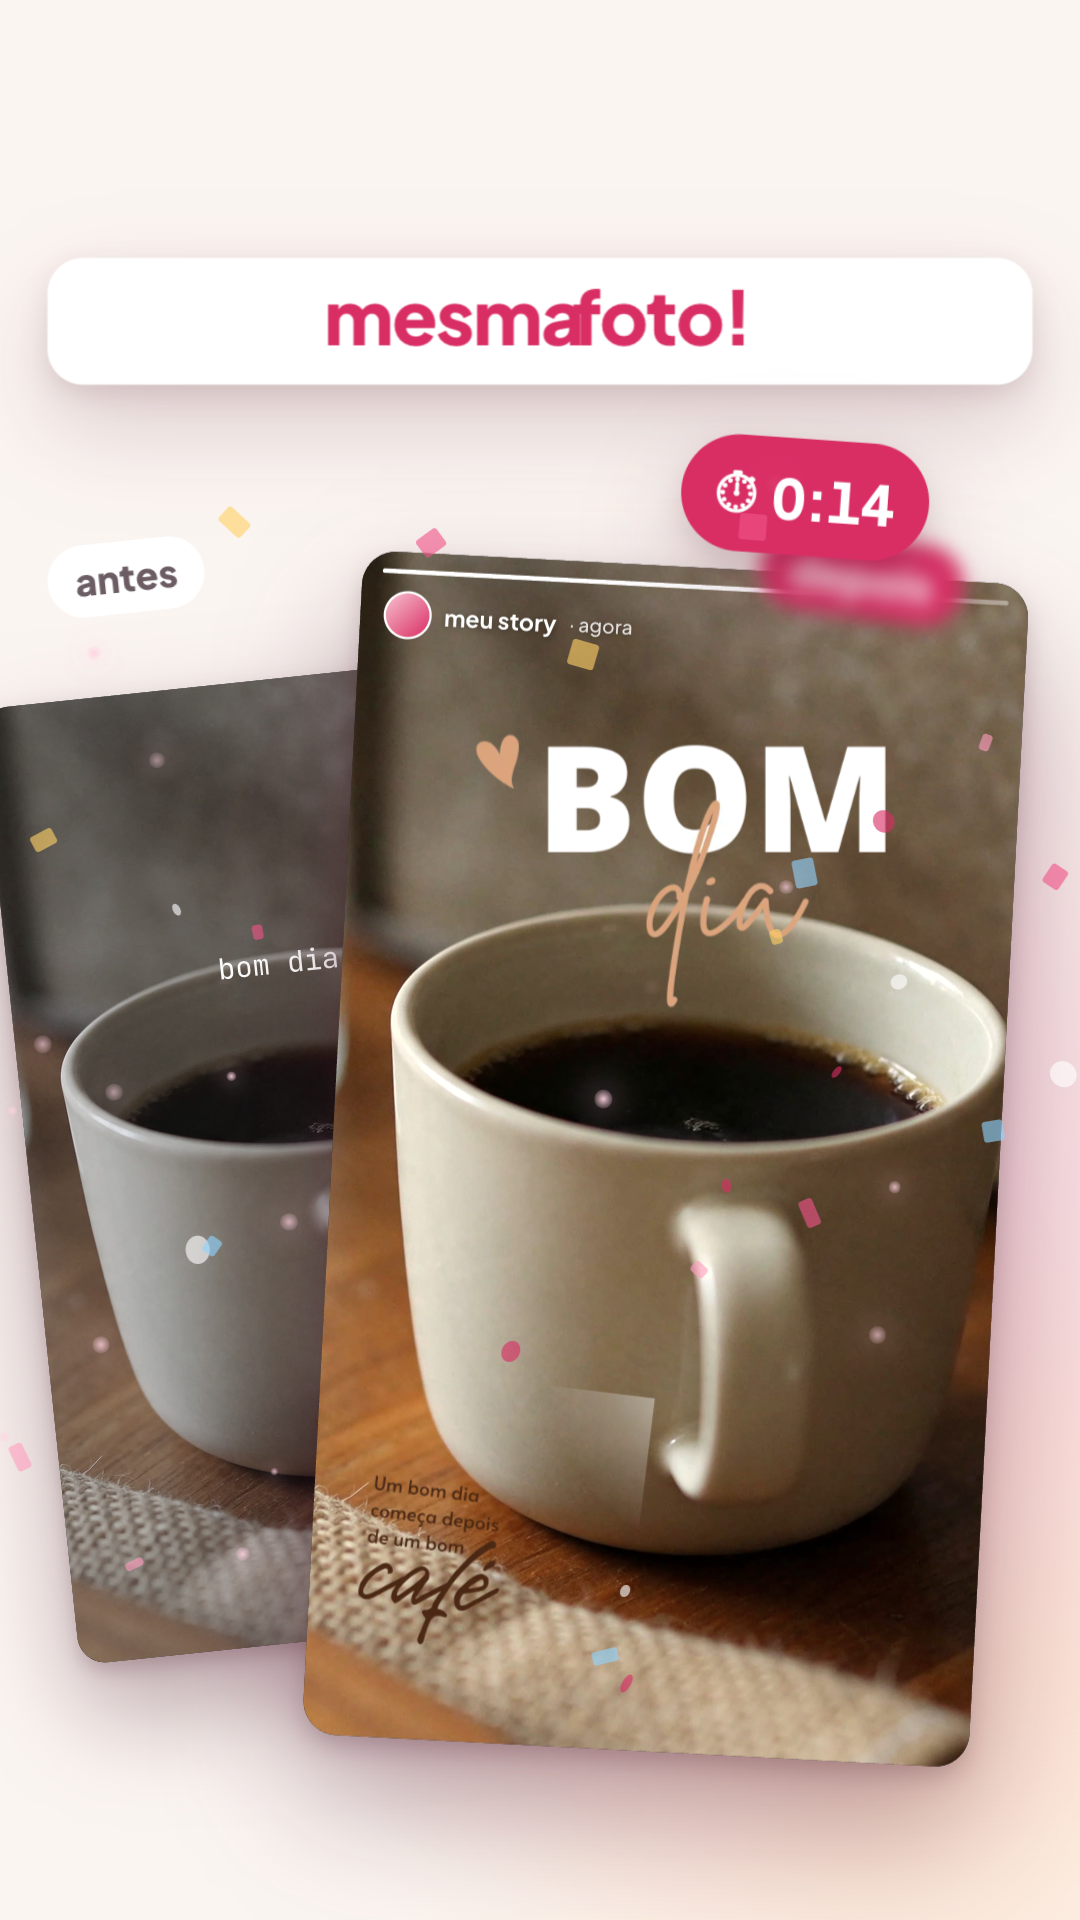 mesmafoto!
0:14
antes
meu story · agora
BOM
dia
bom dia
Um bom dia
começa depois
de um bom
café